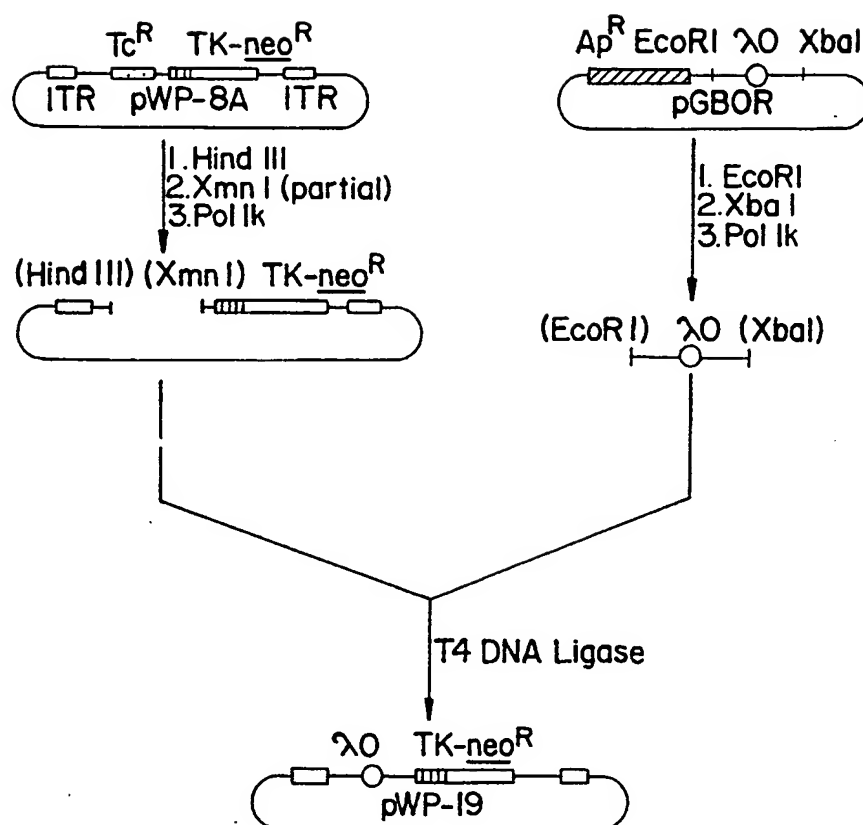 Tc^R TK-neo^R
ITR pWP-8A ITR
1. Hind III
2. Xmn I (partial)
3. Pol Ik
(Hind III) (Xmn I) TK-neo^R
Ap^R EcoRI λO XbaI
pGBOR
1. EcoRI
2. Xba I
3. Pol Ik
(EcoR I) λO (XbaI)
T4 DNA Ligase
λO TK-neo^R
pWP-19